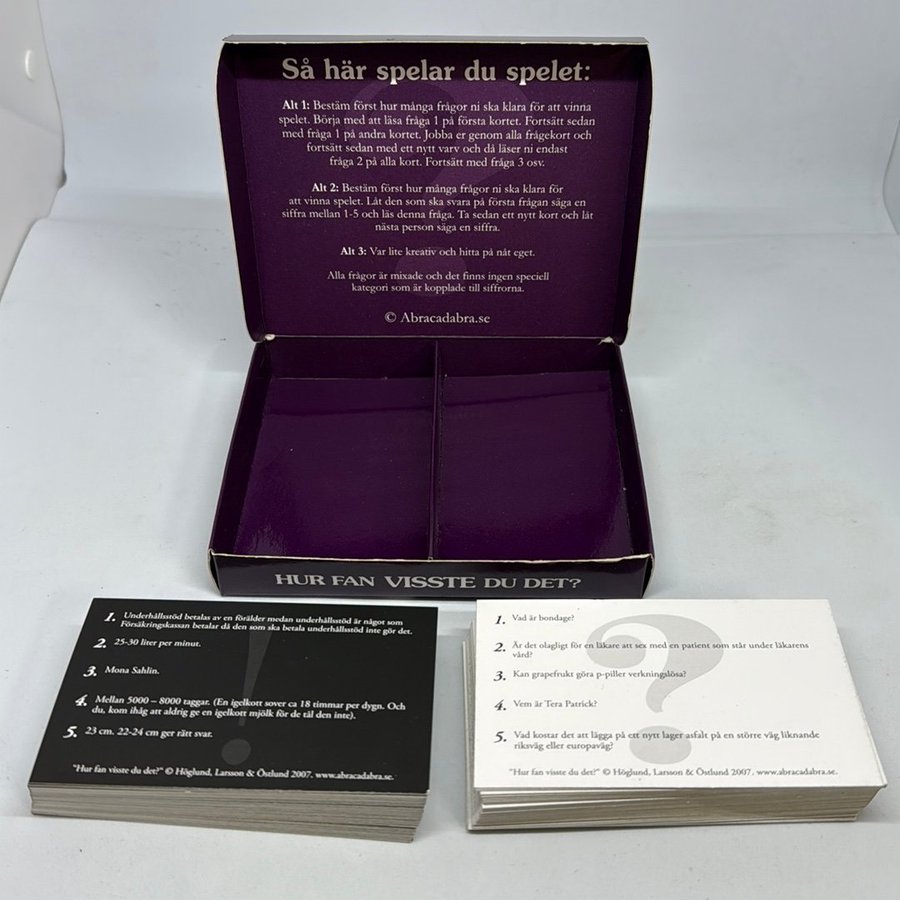 Så här spelar du spelet:
Alt 1: Bestäm först hur många frågor ni ska klara för att vinna
spelet. Börja med att läsa fråga 1 på första kortet. Fortsätt sedan
med fråga 1 på andra kortet. Jobba er genom alla frågekort och
fortsätt sedan med ett nytt varv och då läser ni endast
fråga 2 på alla kort. Fortsätt med fråga 3 osv.
Alt 2: Bestäm först hur många frågor ni ska klara för
att vinna spelet. Låt den som ska svara på första frågan säga en
siffra mellan 1-5 och läs denna fråga. Ta sedan ett nytt kort och låt
nästa person säga en siffra.
Alt 3: Var lite kreativ och hitta på nåt eget.
Alla frågor är mixade och det finns ingen speciell
kategori som är kopplade till siffrorna.
© Abracadabra.se
HUR FAN VISSTE DU DET?
1. Underhållsstöd betalas av en förälder medan underhållsstöd är något som
Försäkringskassan betalar då den som ska betala underhållsstöd inte gör det.
2. 25-30 liter per minut.
3. Mona Sahlin.
4. Mellan 5000 – 8000 taggar. (En igelkott sover ca 18 timmar per dygn. Och
du, kom ihåg att aldrig ge en igelkott mjölk för de tål den inte).
5. 23 cm. 22-24 cm ger rätt svar.
"Hur fan visste du det?" © Höglund, Larsson & Östlund 2007. www.abracadabra.se.
1. Vad är bondage?
2. Är det olagligt för en läkare att sex med en patient som står under läkarens
vård?
3. Kan grapefrukt göra p-piller verkningslösa?
4. Vem är Tera Patrick?
5. Vad kostar det att lägga på ett nytt lager asfalt på en större väg liknande
riksväg eller europaväg?
"Hur fan visste du det?" © Höglund, Larsson & Östlund 2007. www.abracadabra.se.